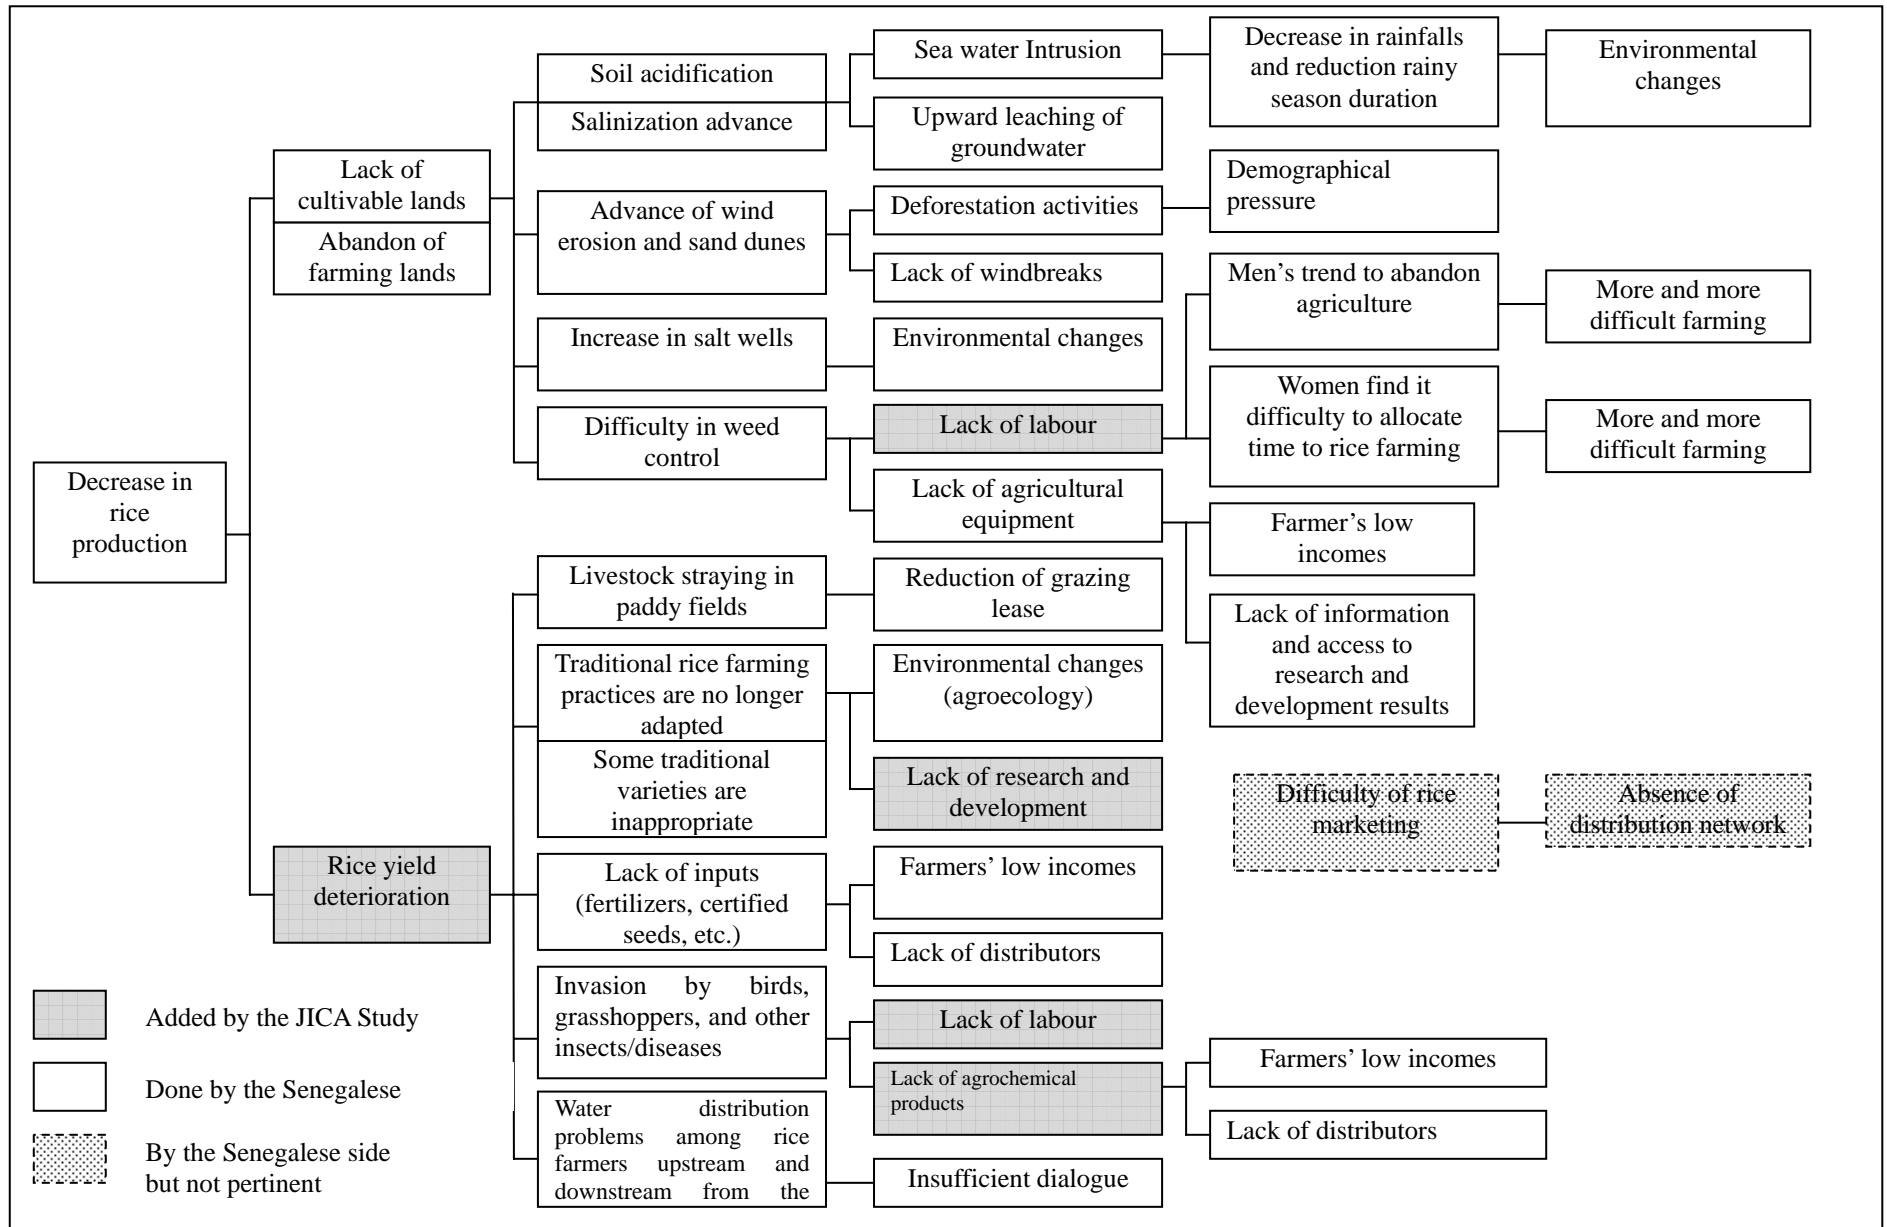 Decrease in
rice
production
Lack of
cultivable lands
Abandon of
farming lands
Rice yield
deterioration
Soil acidification
Salinization advance
Advance of wind
erosion and sand dunes
Increase in salt wells
Difficulty in weed
control
Livestock straying in
paddy fields
Traditional rice farming
practices are no longer
adapted
Some traditional
varieties are
inappropriate
Lack of inputs
(fertilizers, certified
seeds, etc.)
Invasion by birds,
grasshoppers, and other
insects/diseases
Water distribution
problems among rice
farmers upstream and
downstream from the
Sea water Intrusion
Upward leaching of
groundwater
Deforestation activities
Lack of windbreaks
Environmental changes
Lack of labour
Lack of agricultural
equipment
Reduction of grazing
lease
Environmental changes
(agroecology)
Lack of research and
development
Farmers’ low incomes
Lack of distributors
Lack of labour
Lack of agrochemical
products
Insufficient dialogue
Decrease in rainfalls
and reduction rainy
season duration
Demographical
pressure
Men’s trend to abandon
agriculture
Women find it
difficulty to allocate
time to rice farming
Farmer’s low
incomes
Lack of information
and access to
research and
development results
Difficulty of rice
marketing
Farmers’ low incomes
Lack of distributors
Environmental
changes
More and more
difficult farming
More and more
difficult farming
Absence of
distribution network
Added by the JICA Study
Done by the Senegalese
By the Senegalese side
but not pertinent